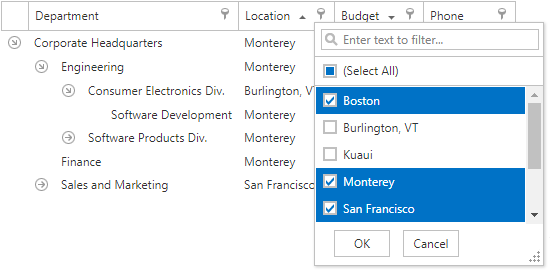 Department Location Budget Phone
Corporate Headquarters Monterey
Engineering Monterey
Consumer Electronics Div. Burlington, V
Software Development Monterey
Software Products Div. Monterey
Finance Monterey
Sales and Marketing San Francisco
Enter text to filter...
(Select All)
Boston
Burlington, VT
Kuaui
Monterey
San Francisco
OK Cancel